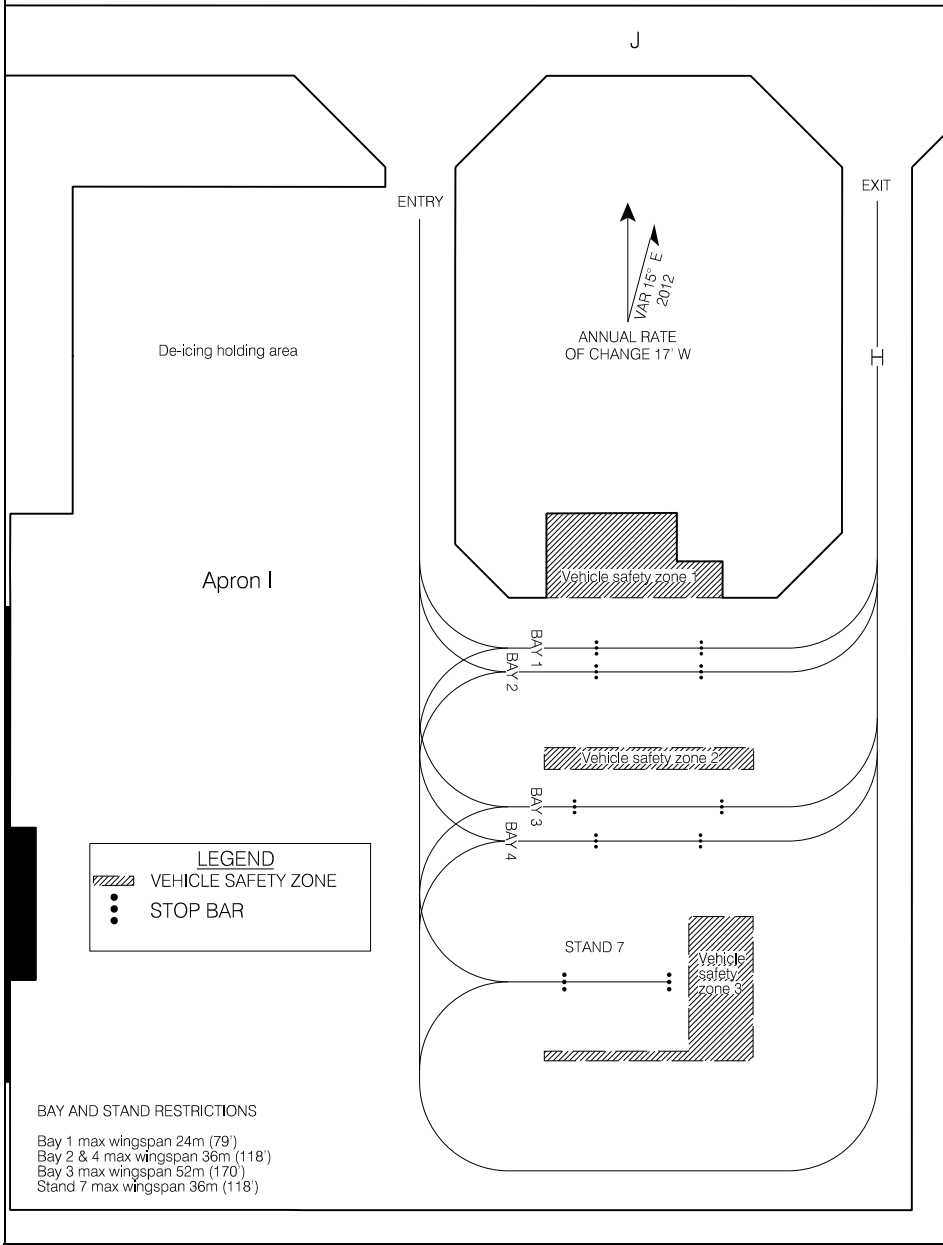 J
ENTRY
EXIT
VAR 15° E
2012
ANNUAL RATE
OF CHANGE 17' W
De-icing holding area
H
Apron I
Vehicle safety zone 1
BAY 1
BAY 2
Vehicle safety zone 2
BAY 3
BAY 4
LEGEND
VEHICLE SAFETY ZONE
STOP BAR
STAND 7
Vehicle
safety
zone 3
BAY AND STAND RESTRICTIONS
Bay 1 max wingspan 24m (79')
Bay 2 & 4 max wingspan 36m (118')
Bay 3 max wingspan 52m (170')
Stand 7 max wingspan 36m (118')